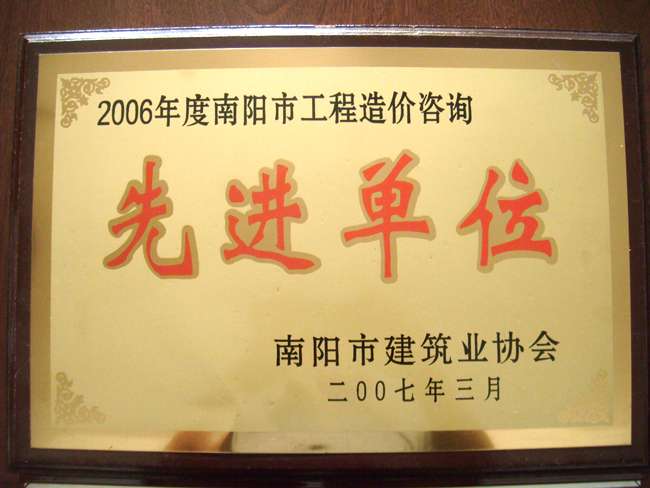 2006年度南阳市工程造价咨询
先进单位
南阳市建筑业协会
二00七年三月